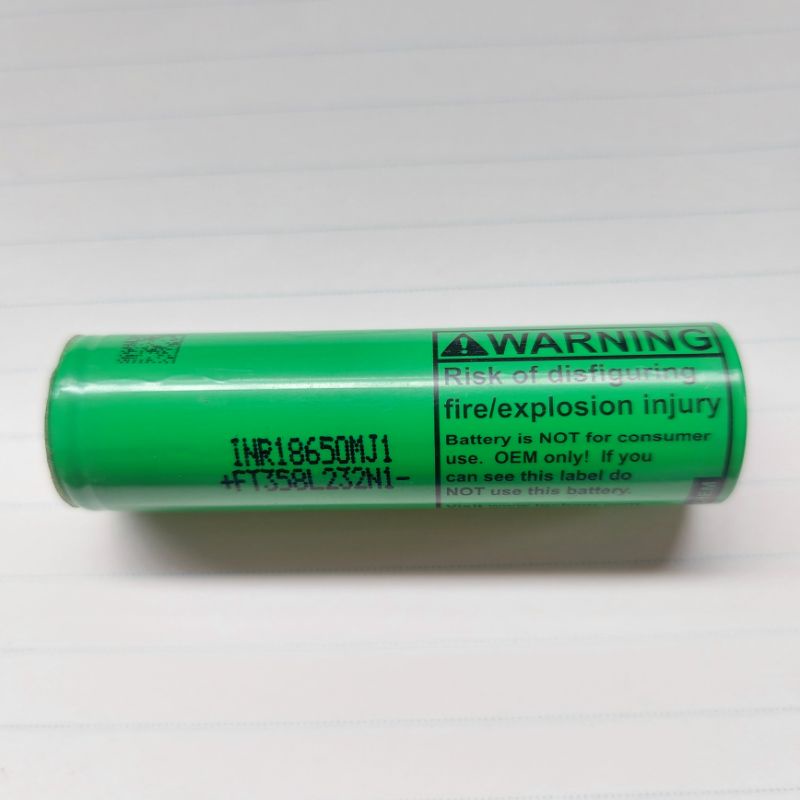 INR18650MJ1
+FT358L232N1-
WARNING
Risk of disfiguring
fire/explosion injury
Battery is NOT for consumer
use. OEM only! If you
can see this label do
NOT use this battery.